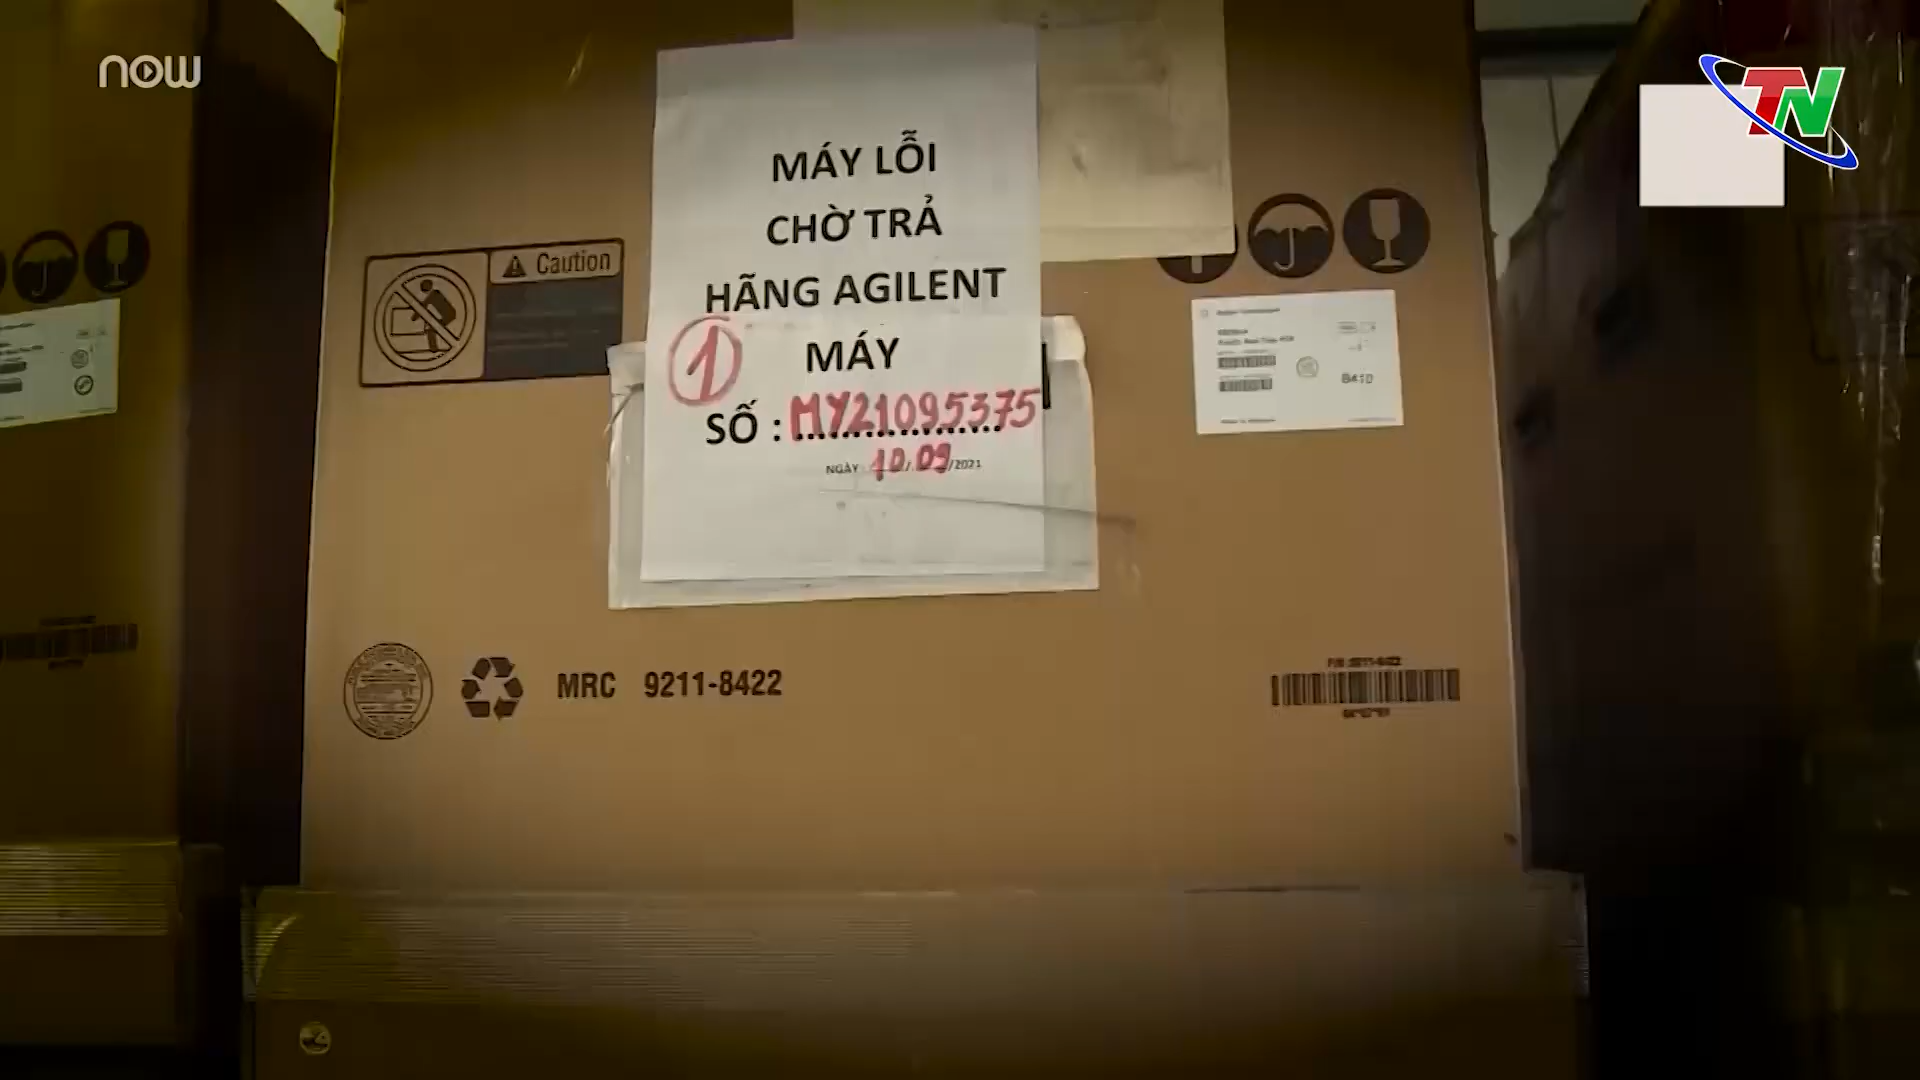 now
TN
MÁY LỖI
CHỜ TRẢ
HÃNG AGILENT
MÁY
1
SỐ : MY21095375
NGÀY 10/09/2021
Caution
B410
MRC 9211-8422